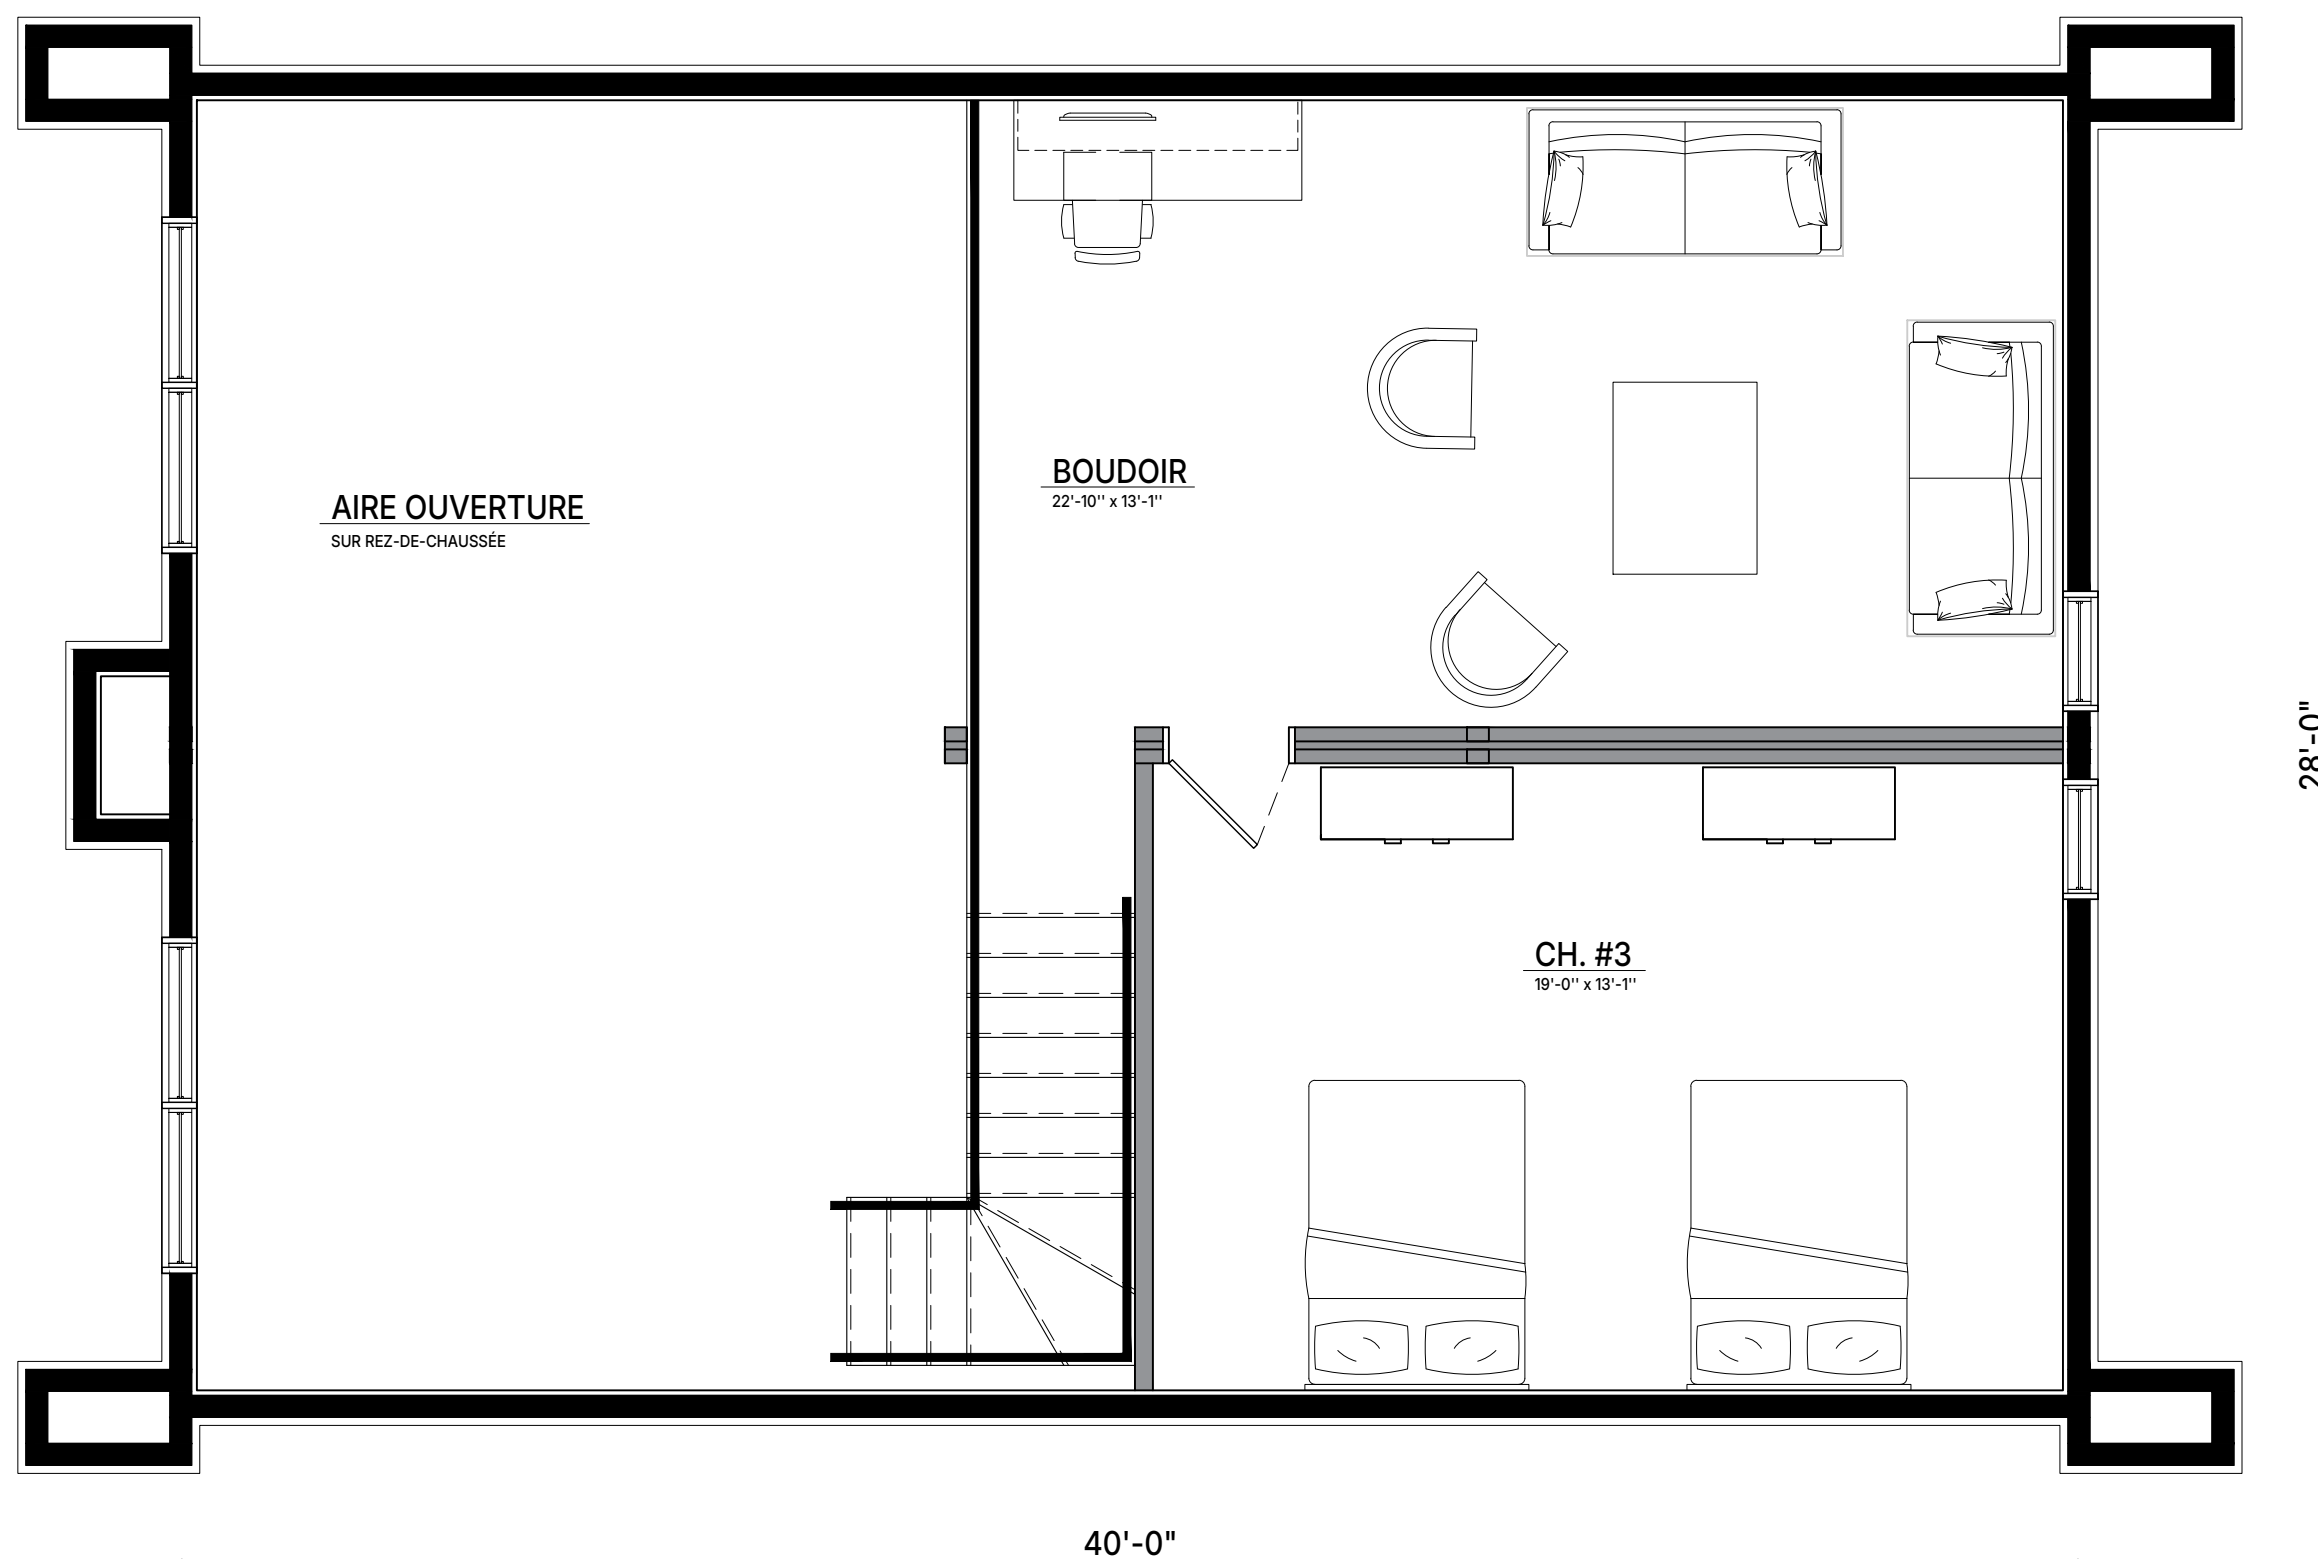 BOUDOIR
22'-10'' x 13'-1''
AIRE OUVERTURE
SUR REZ-DE-CHAUSSÉE
28'-0"
CH. #3
19'-0'' x 13'-1''
40'-0"